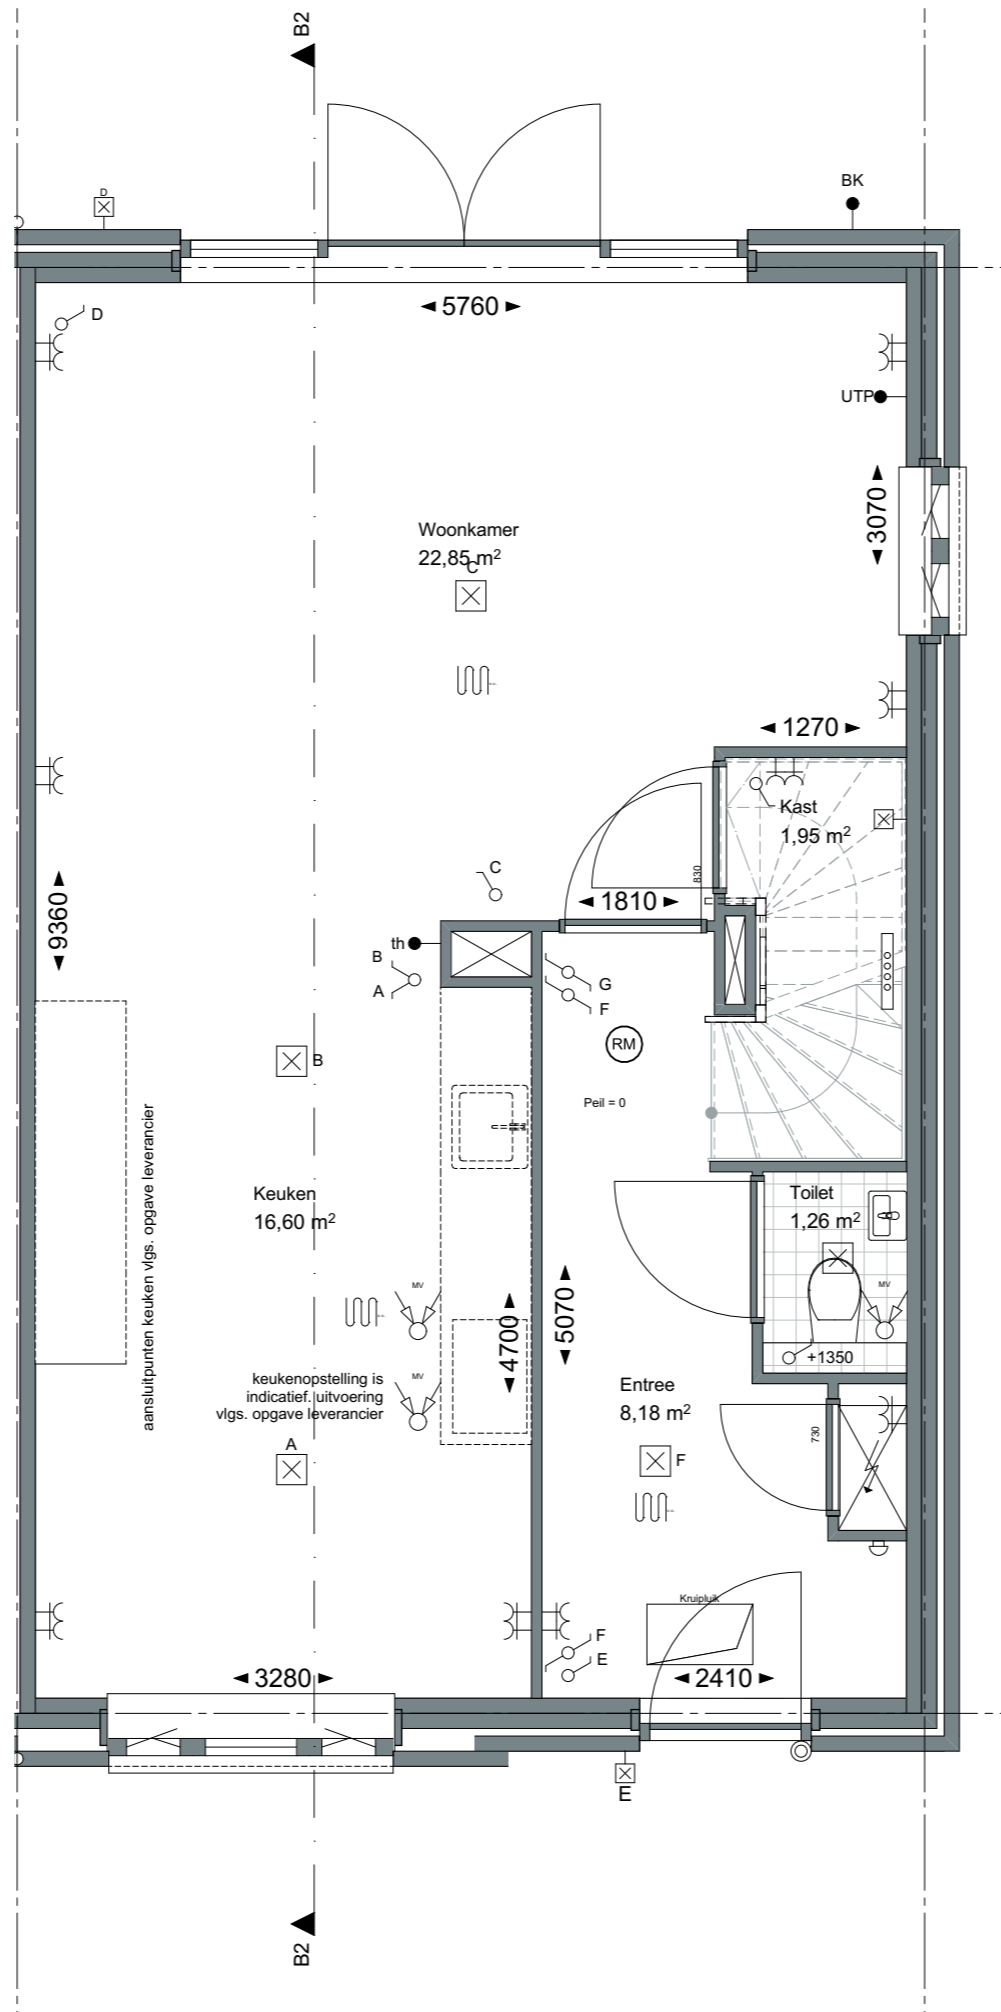 B2
D
BK
◄ 5760 ►
D
UTP
◄ 3070 ►
Woonkamer
22,85 m²
C
◄ 1270 ►
Kast
1,95 m²
830
C
◄ 1810 ►
◄ 9360 ►
th
B
A
G
F
RM
B
Peil = 0
aansluitpunten keuken vlgs. opgave leverancier
Keuken
16,60 m²
Toilet
1,26 m²
MV
MV
◄ 4700 ►
◄ 5070 ►
+1350
keukenopstelling is
indicatief. uitvoering
vlgs. opgave leverancier
MV
Entree
8,18 m²
730
A
F
Kruipluik
F
E
◄ 3280 ►
◄ 2410 ►
E
B2